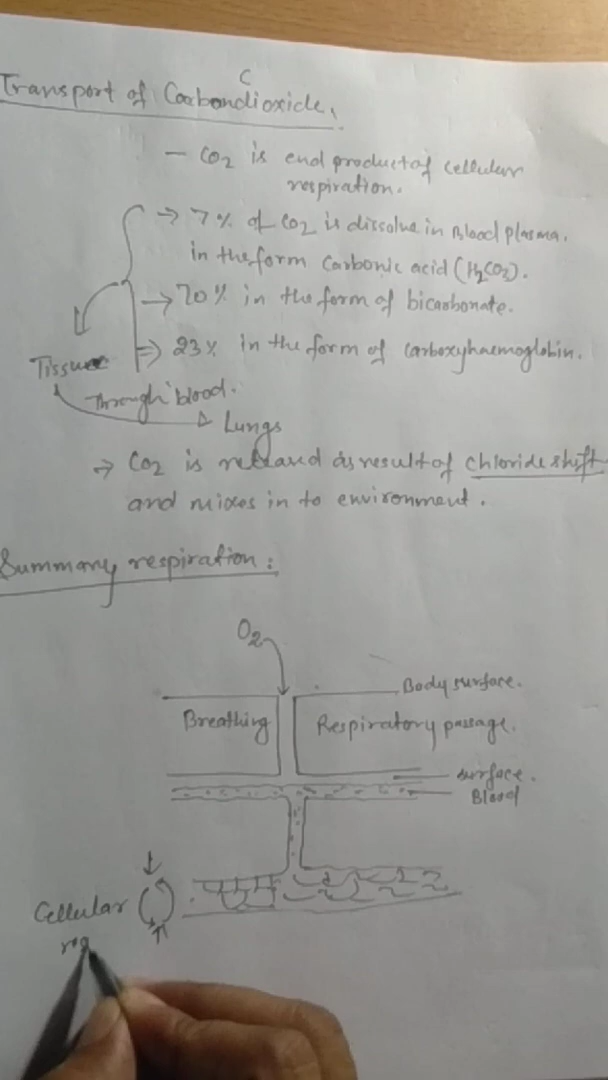 C
Transport of Carbondioxide.
- CO2 is end product of cellular
respiration.
→ 7% of CO2 is dissolve in Blood plasma.
in the form Carbonic acid (H2CO3).
→ 70% in the form of bicarbonate.
⇒ 23% in the form of carboxyhaemoglobin.
Tissue
Through blood.
Lungs
→ CO2 is as result of chloride shift
and mixes in to environment.
Summary respiration:
O2
Body surface.
Breathing
Respiratory passage.
surface.
Blood
Cellular